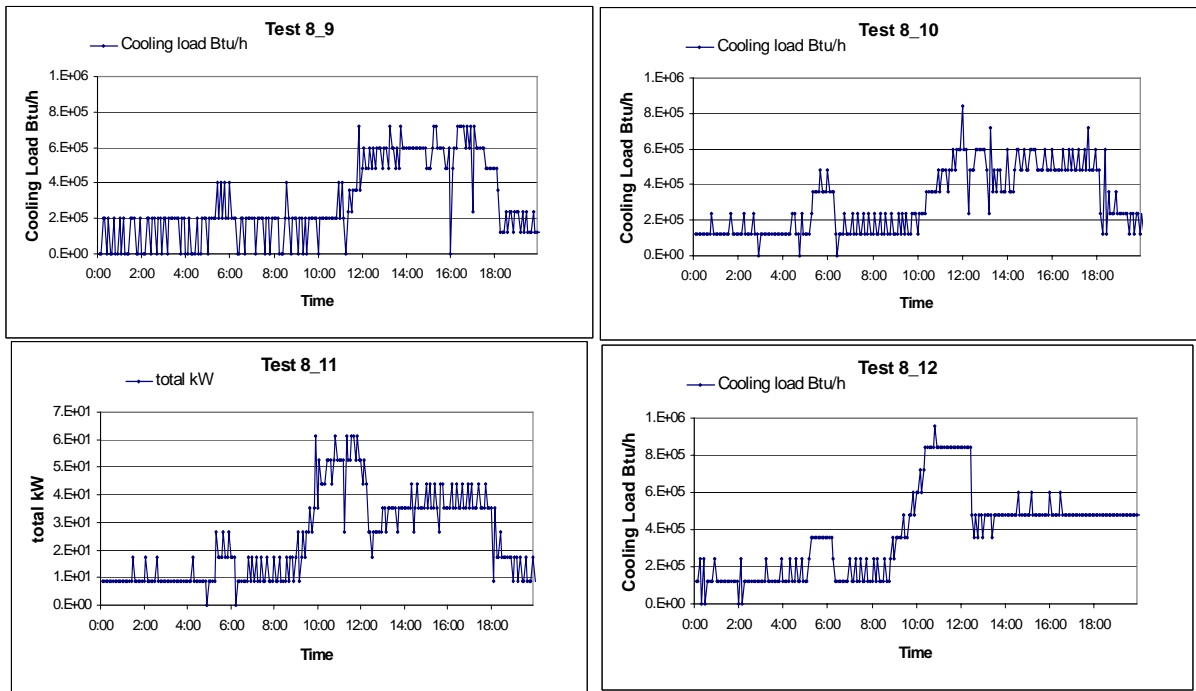 Test 8_9
Cooling load Btu/h
Cooling Load Btu/h
1.E+06
8.E+05
6.E+05
4.E+05
2.E+05
0.E+00
0:00 2:00 4:00 6:00 8:00 10:00 12:00 14:00 16:00 18:00
Time
Test 8_10
Cooling load Btu/h
Cooling Load Btu/h
1.E+06
8.E+05
6.E+05
4.E+05
2.E+05
0.E+00
0:00 2:00 4:00 6:00 8:00 10:00 12:00 14:00 16:00 18:00
Time
Test 8_11
total kW
total kW
7.E+01
6.E+01
5.E+01
4.E+01
3.E+01
2.E+01
1.E+01
0.E+00
0:00 2:00 4:00 6:00 8:00 10:00 12:00 14:00 16:00 18:00
Time
Test 8_12
Cooling load Btu/h
Cooling Load Btu/h
1.E+06
8.E+05
6.E+05
4.E+05
2.E+05
0.E+00
0:00 2:00 4:00 6:00 8:00 10:00 12:00 14:00 16:00 18:00
Time